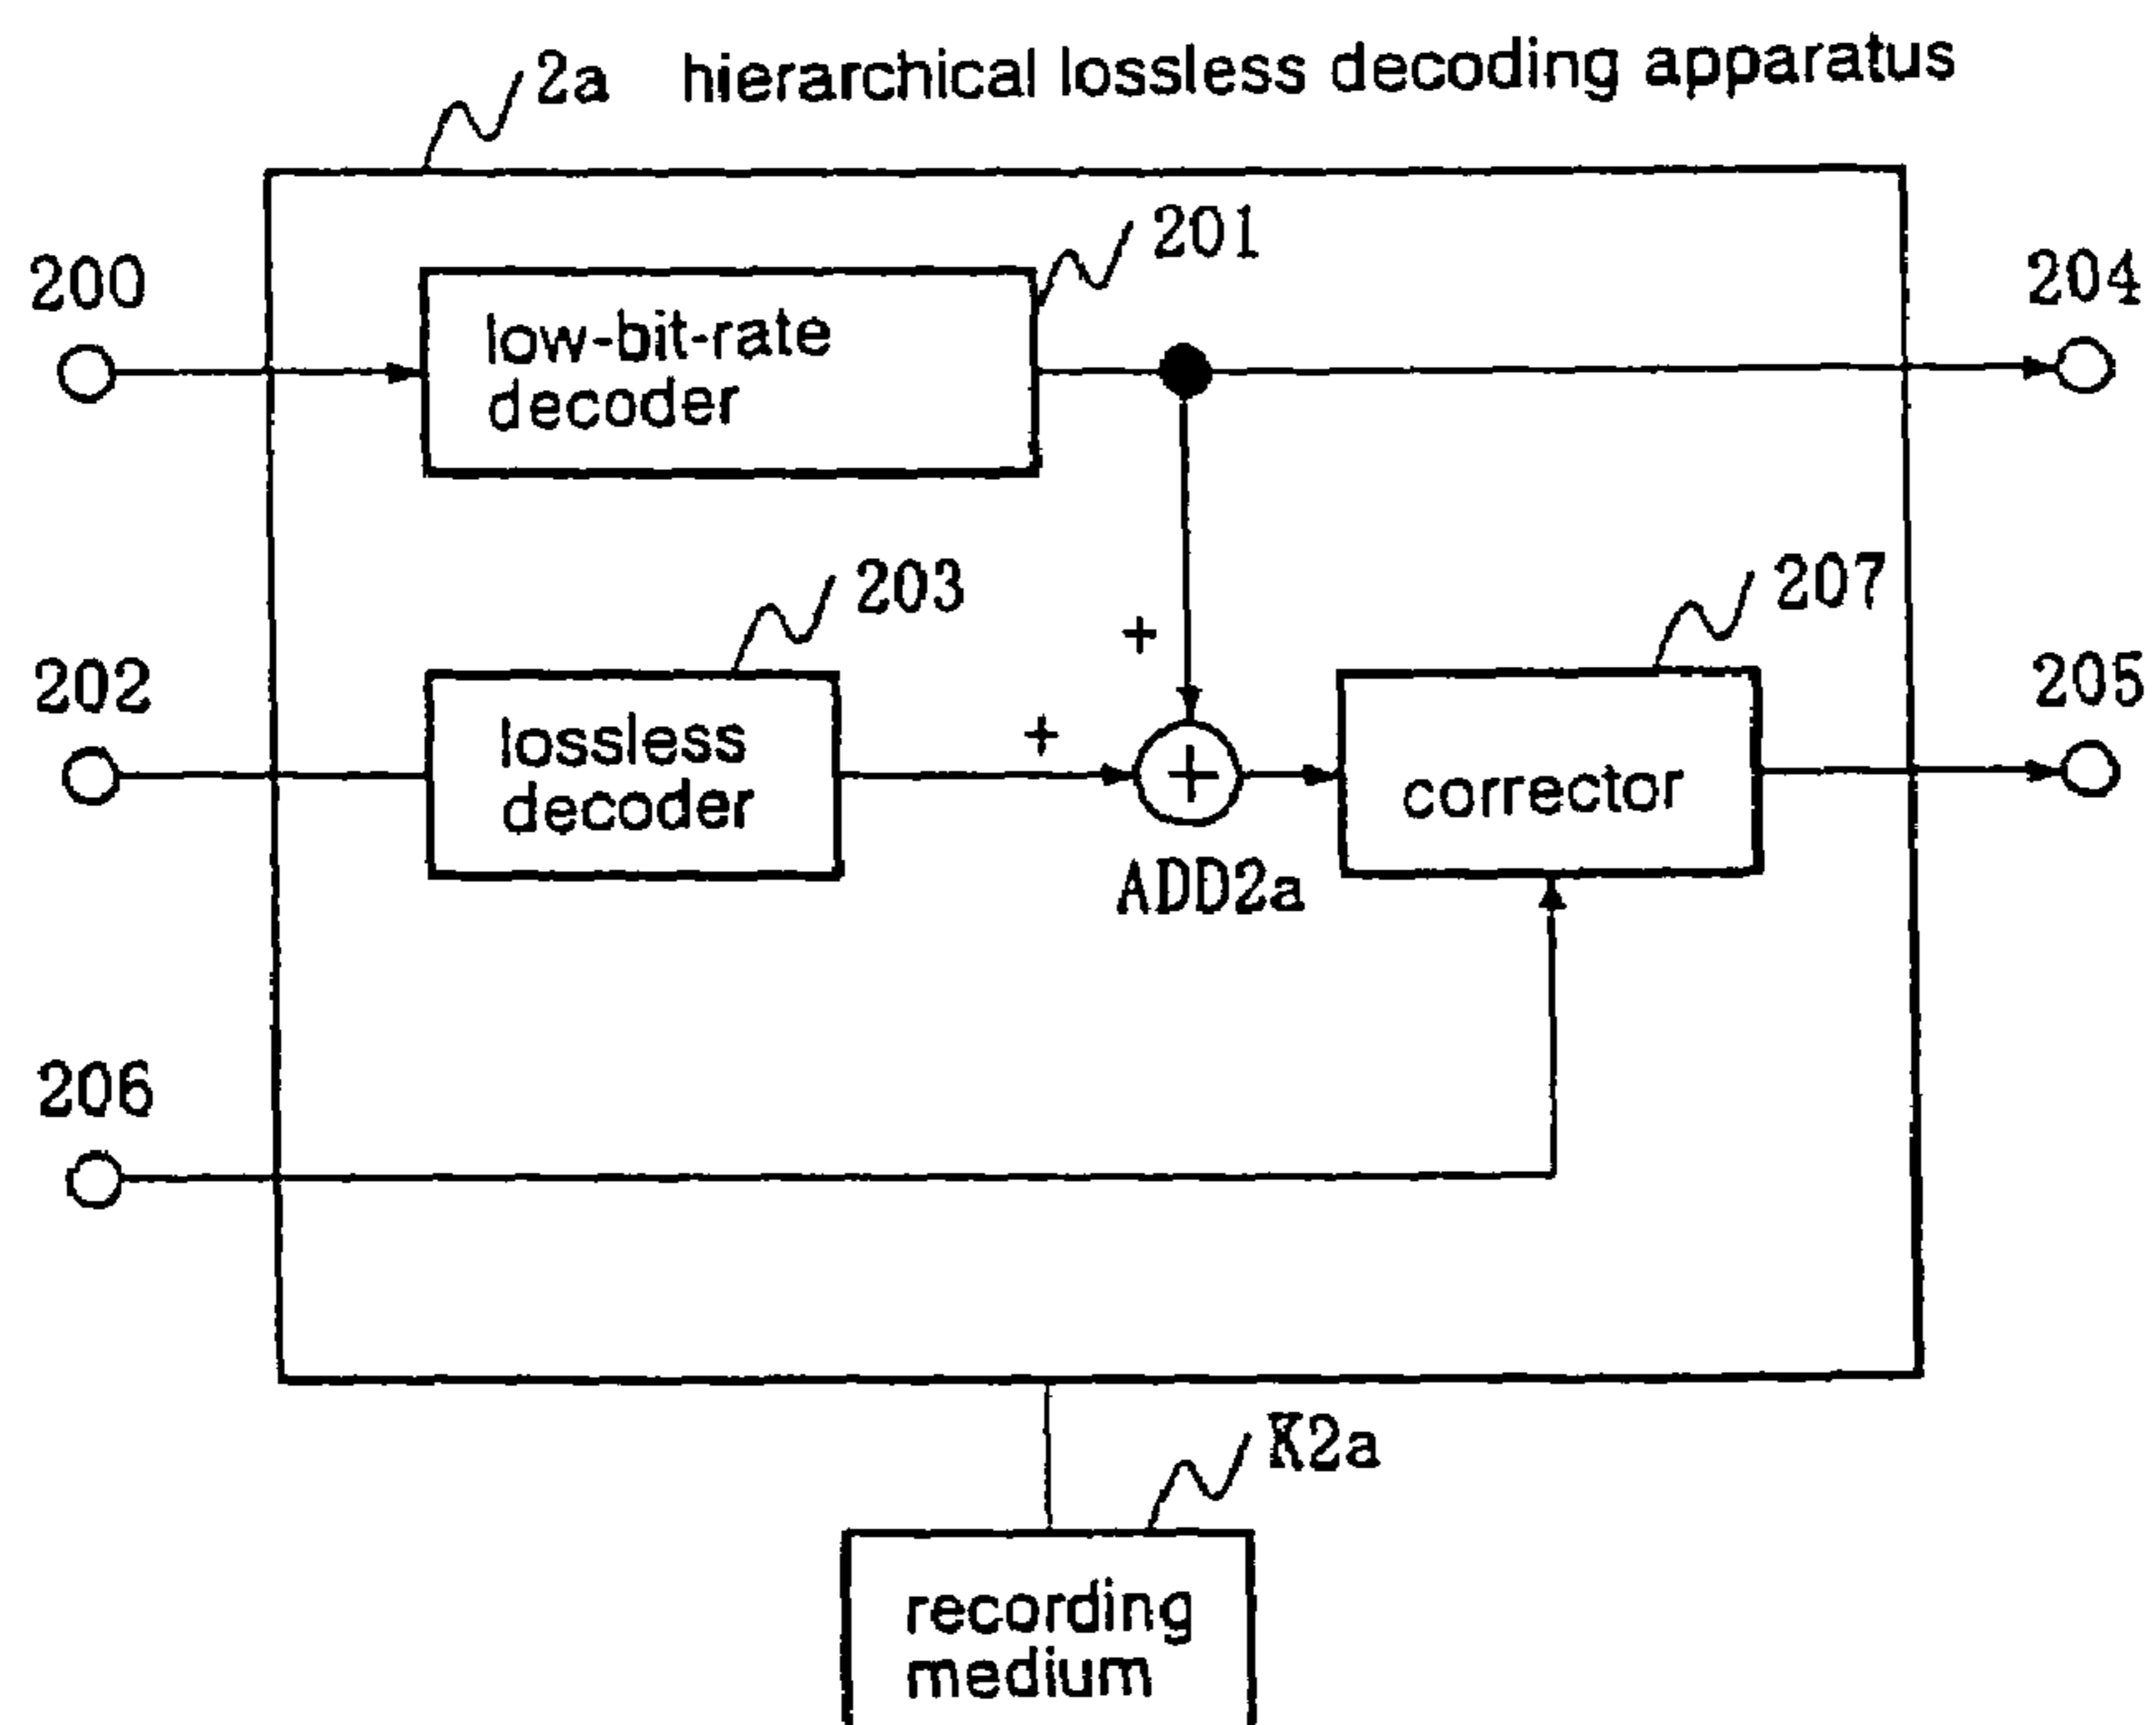 2a hierarchical lossless decoding apparatus
201
200
204
low-bit-rate
decoder
203
207
+
202
205
lossless
decoder
+
+
corrector
ADD2a
206
K2a
recording
medium